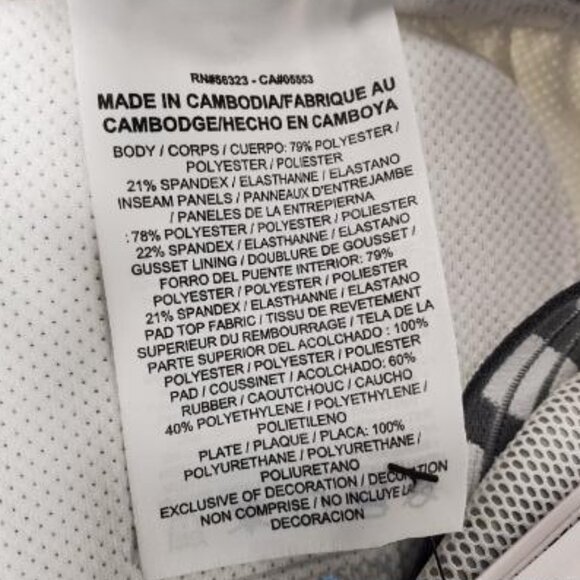 RN#56323 - CA#05553
MADE IN CAMBODIA/FABRIQUE AU
CAMBODGE/HECHO EN CAMBOYA
BODY / CORPS / CUERPO: 79% POLYESTER /
POLYESTER / POLIESTER
21% SPANDEX / ELASTHANNE / ELASTANO
INSEAM PANELS / PANNEAUX D'ENTREJAMBE
/ PANELES DE LA ENTREPIERNA
: 78% POLYESTER / POLYESTER / POLIESTER
22% SPANDEX / ELASTHANNE / ELASTANO
GUSSET LINING / DOUBLURE DE GOUSSET /
FORRO DEL PUENTE INTERIOR: 79%
POLYESTER / POLYESTER / POLIESTER
21% SPANDEX / ELASTHANNE / ELASTANO
PAD TOP FABRIC / TISSU DE REVETEMENT
SUPERIEUR DU REMBOURRAGE / TELA DE LA
PARTE SUPERIOR DEL ACOLCHADO : 100%
POLYESTER / POLYESTER / POLIESTER
PAD / COUSSINET / ACOLCHADO: 60%
RUBBER / CAOUTCHOUC / CAUCHO
40% POLYETHYLENE / POLYETHYLENE /
POLIETILENO
PLATE / PLAQUE / PLACA: 100%
POLYURETHANE / POLYURETHANE /
POLIURETANO
EXCLUSIVE OF DECORATION / DECORATION
NON COMPRISE / NO INCLUYE LA
DECORACION